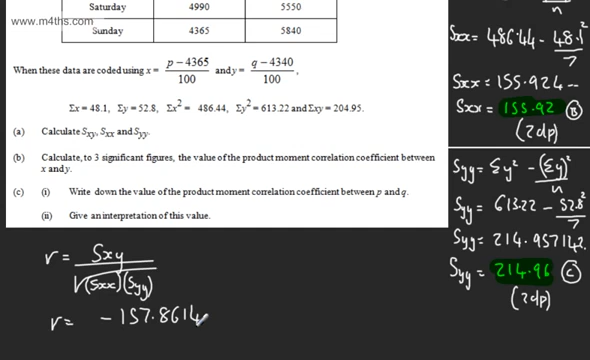 www.m4ths.com
Saturday 4990 5550
Sunday 4365 5840
When these data are coded using x = p − 4365 / 100 and y = q − 4340 / 100,
Σx = 48.1, Σy = 52.8, Σx² = 486.44, Σy² = 613.22 and Σxy = 204.95.
(a) Calculate Sxy, Sxx and Syy.
(b) Calculate, to 3 significant figures, the value of the product moment correlation coefficient between
x and y.
(c) (i) Write down the value of the product moment correlation coefficient between p and q.
(ii) Give an interpretation of this value.
r = Sxy / √(Sxx)(Syy)
r = -157.8614
n
Sxx = 486.44 - 48.1² / 7
Sxx = 155.924--
Sxx = 155.92 (B)
(2dp)
Syy = Σy² - (Σy)² / n
Syy = 613.22 - 52.8² / 7
Syy = 214.957142.
Syy = 214.96 (C)
(2dp)